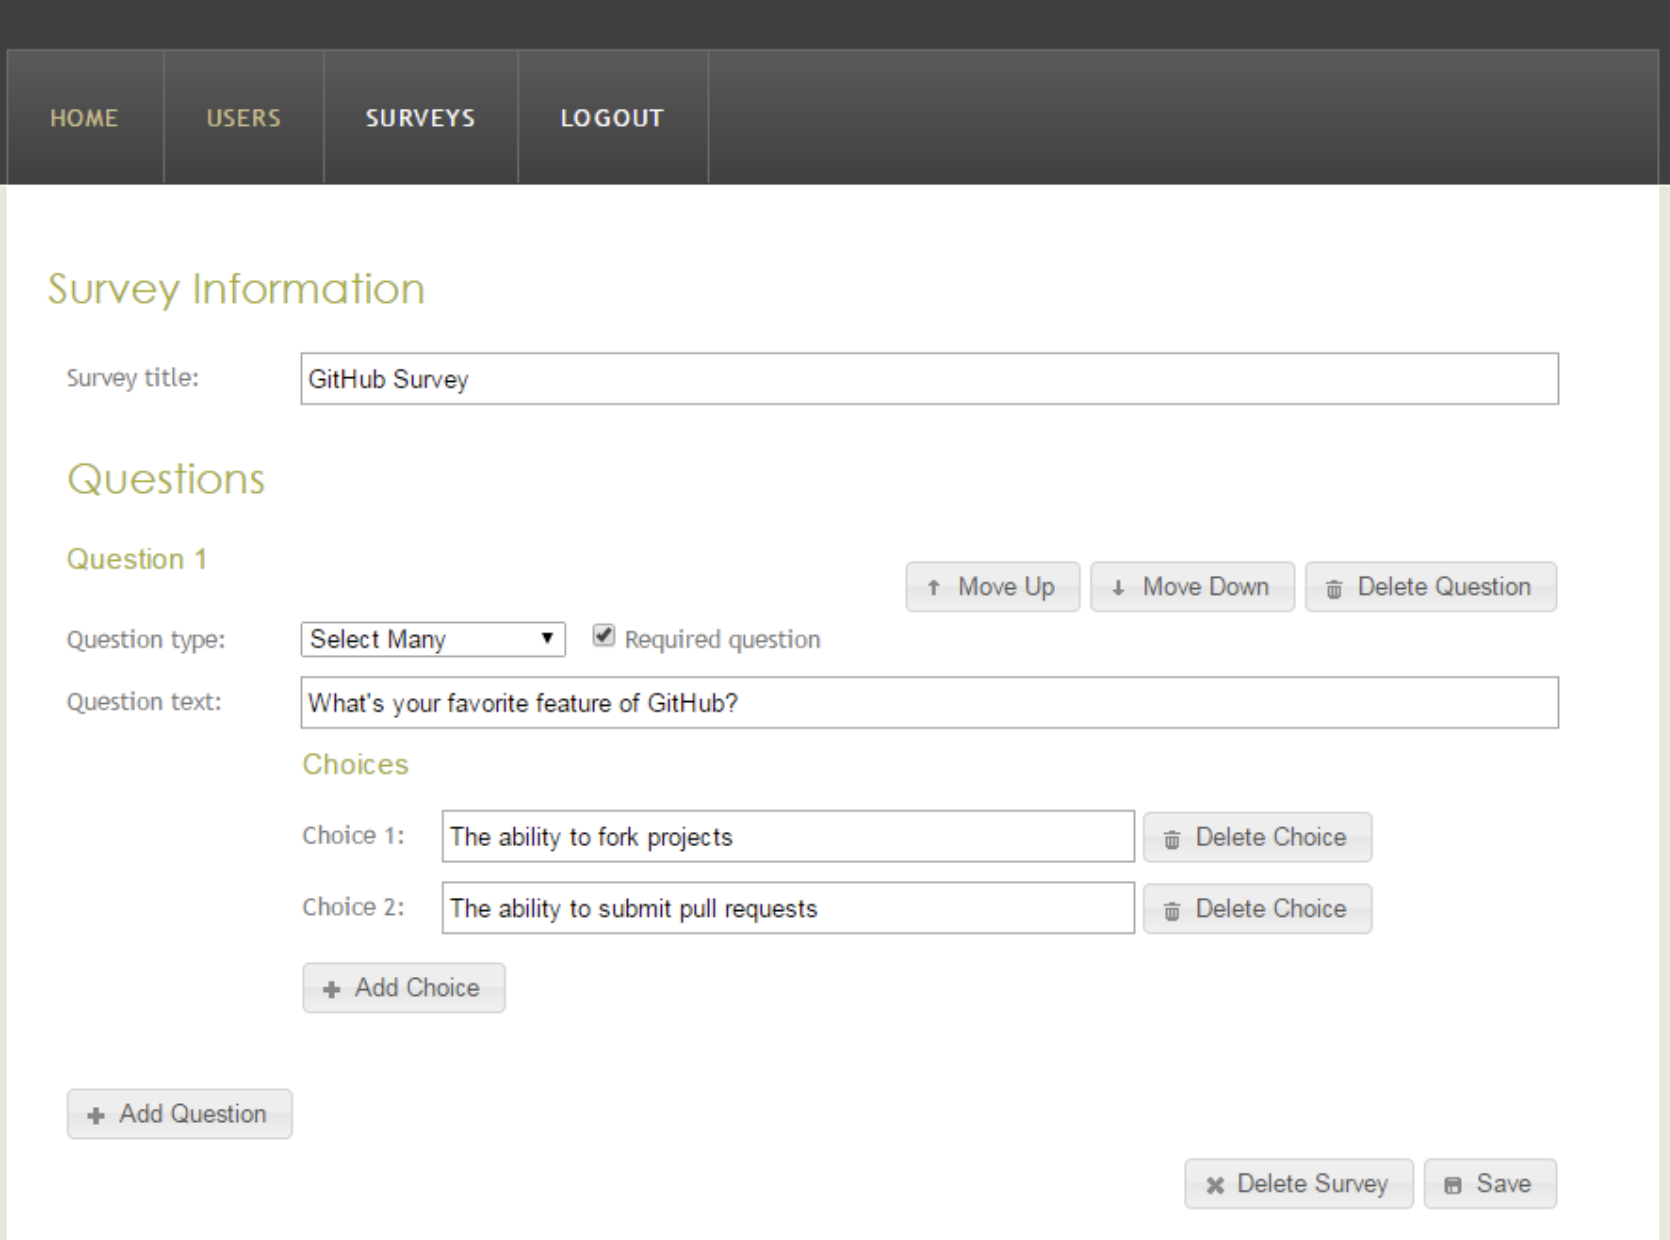 HOME USERS SURVEYS LOGOUT
Survey Information
Survey title: GitHub Survey
Questions
Question 1
Move Up Move Down Delete Question
Question type: Select Many Required question
Question text: What's your favorite feature of GitHub?
Choices
Choice 1: The ability to fork projects Delete Choice
Choice 2: The ability to submit pull requests Delete Choice
Add Choice
Add Question
Delete Survey Save